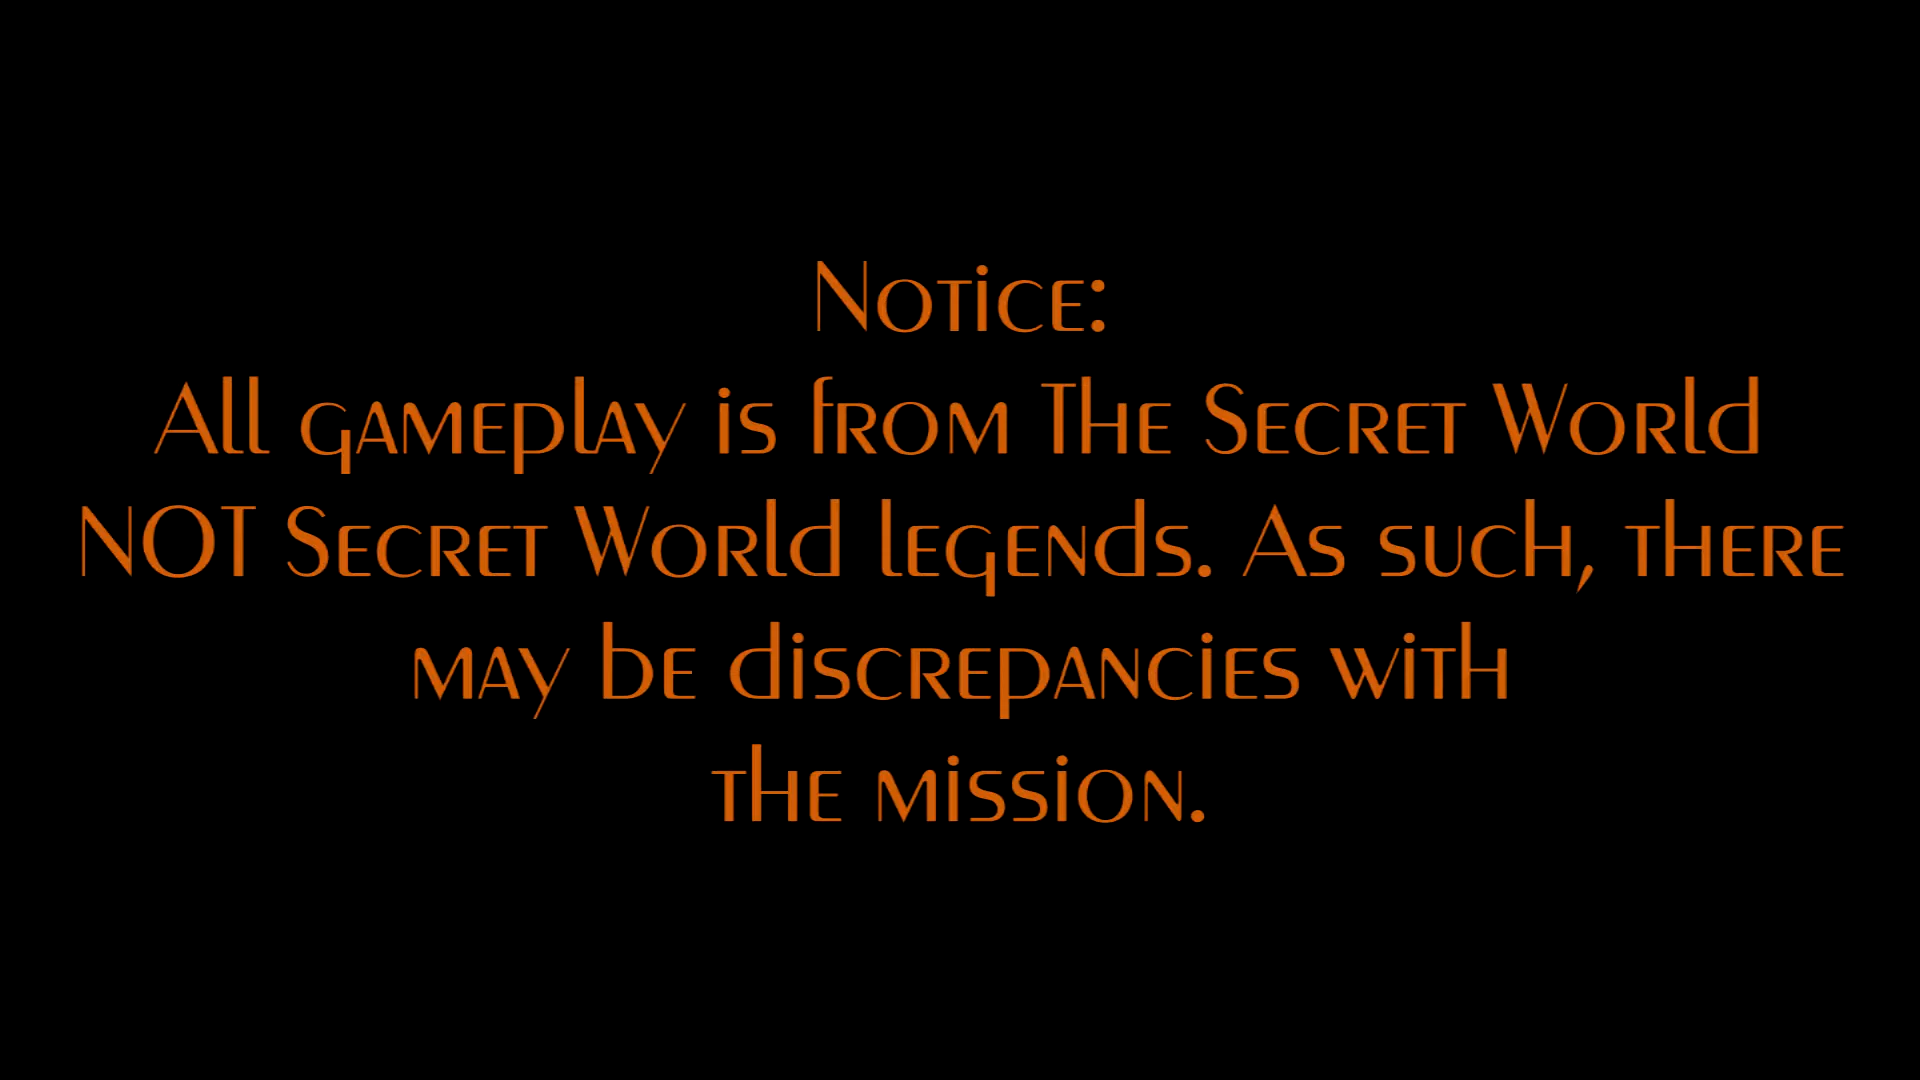 Notice:
All gameplay is from The Secret World
NOT Secret World legends. As such, there
may be discrepancies with
the mission.